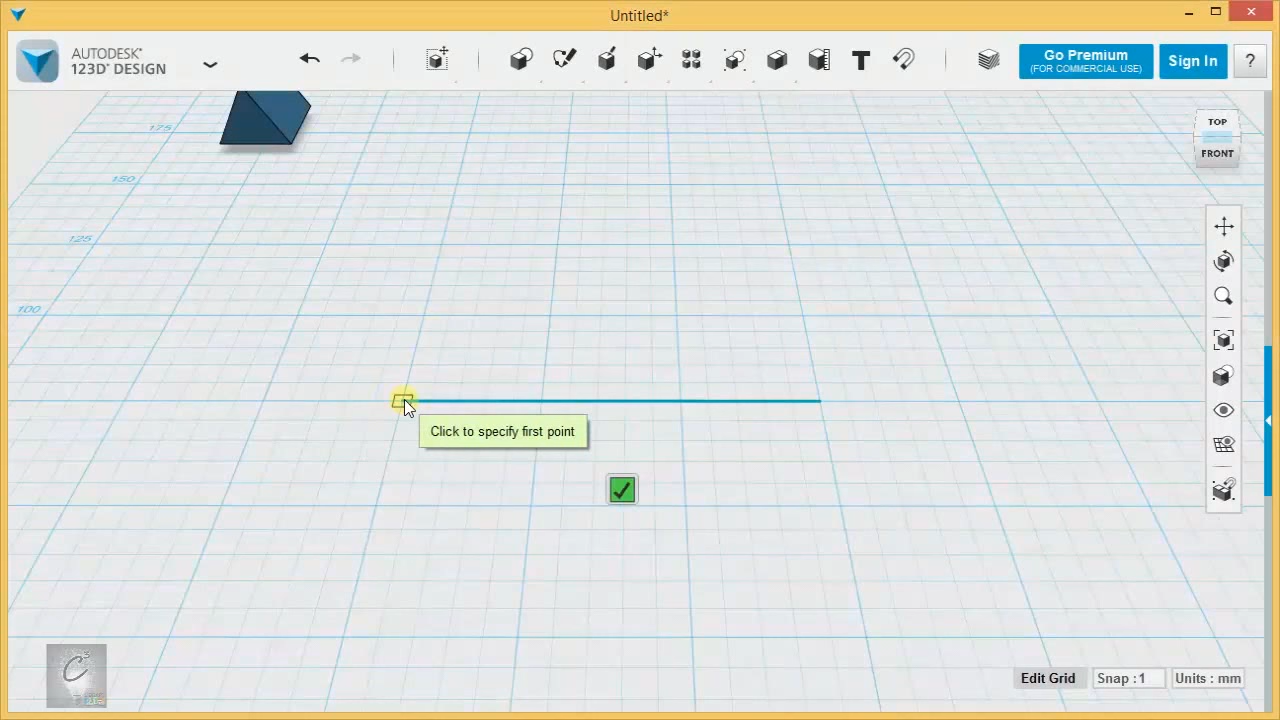 Untitled*
AUTODESK®
123D® DESIGN
Go Premium
(FOR COMMERCIAL USE)
Sign In
?
TOP
FRONT
175
150
125
100
Click to specify first point
Edit Grid
Snap : 1
Units : mm